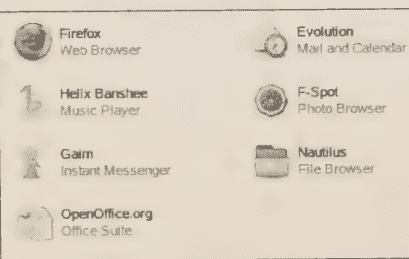 Firefox
Web Browser
Evolution
Mail and Calendar
Helix Banshee
Music Player
F-Spot
Photo Browser
Gaim
Instant Messenger
Nautilus
File Browser
OpenOffice.org
Office Suite